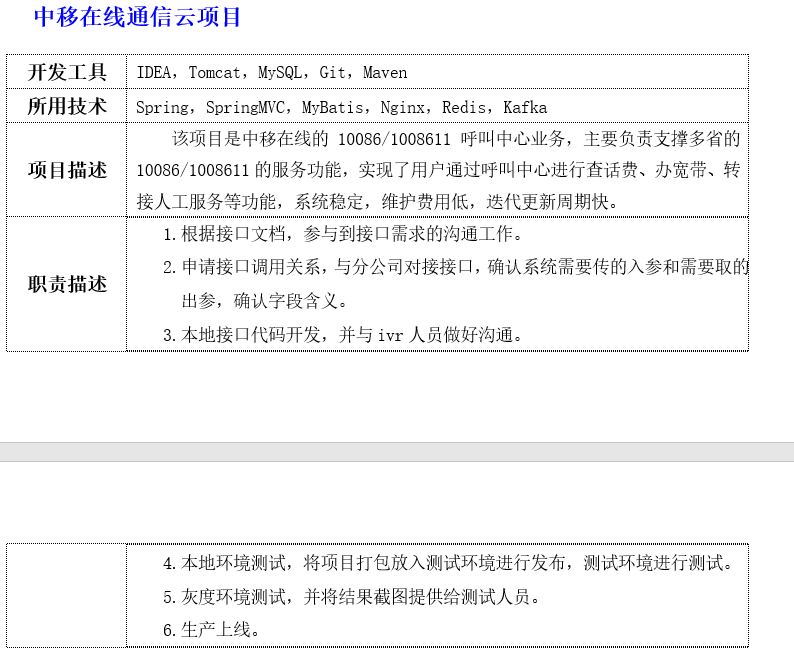 中移在线通信云项目
开发工具 IDEA，Tomcat，MySQL，Git，Maven
所用技术 Spring，SpringMVC，MyBatis，Nginx，Redis，Kafka
项目描述
该项目是中移在线的 10086/1008611 呼叫中心业务，主要负责支撑多省的
10086/1008611 的服务功能，实现了用户通过呼叫中心进行查话费、办宽带、转
接人工服务等功能，系统稳定，维护费用低，迭代更新周期快。
职责描述
1.根据接口文档，参与到接口需求的沟通工作。
2.申请接口调用关系，与分公司对接接口，确认系统需要传的入参和需要取的
出参，确认字段含义。
3.本地接口代码开发，并与 ivr 人员做好沟通。
4.本地环境测试，将项目打包放入测试环境进行发布，测试环境进行测试。
5.灰度环境测试，并将结果截图提供给测试人员。
6.生产上线。